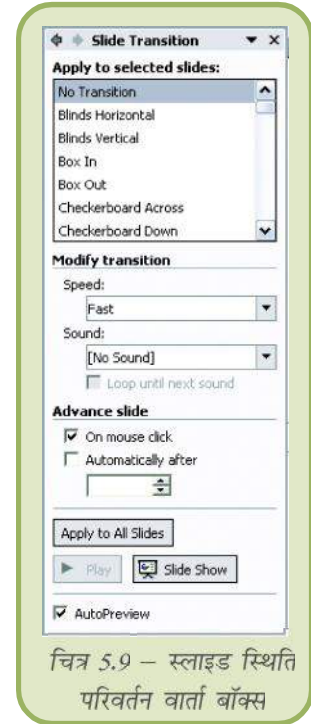 Slide Transition
Apply to selected slides:
No Transition
Blinds Horizontal
Blinds Vertical
Box In
Box Out
Checkerboard Across
Checkerboard Down
Modify transition
Speed:
Fast
Sound:
[No Sound]
Loop until next sound
Advance slide
On mouse click
Automatically after
Apply to All Slides
Play Slide Show
AutoPreview
चित्र 5.9 – स्लाइड स्थिति
परिवर्तन वार्ता बॉक्स